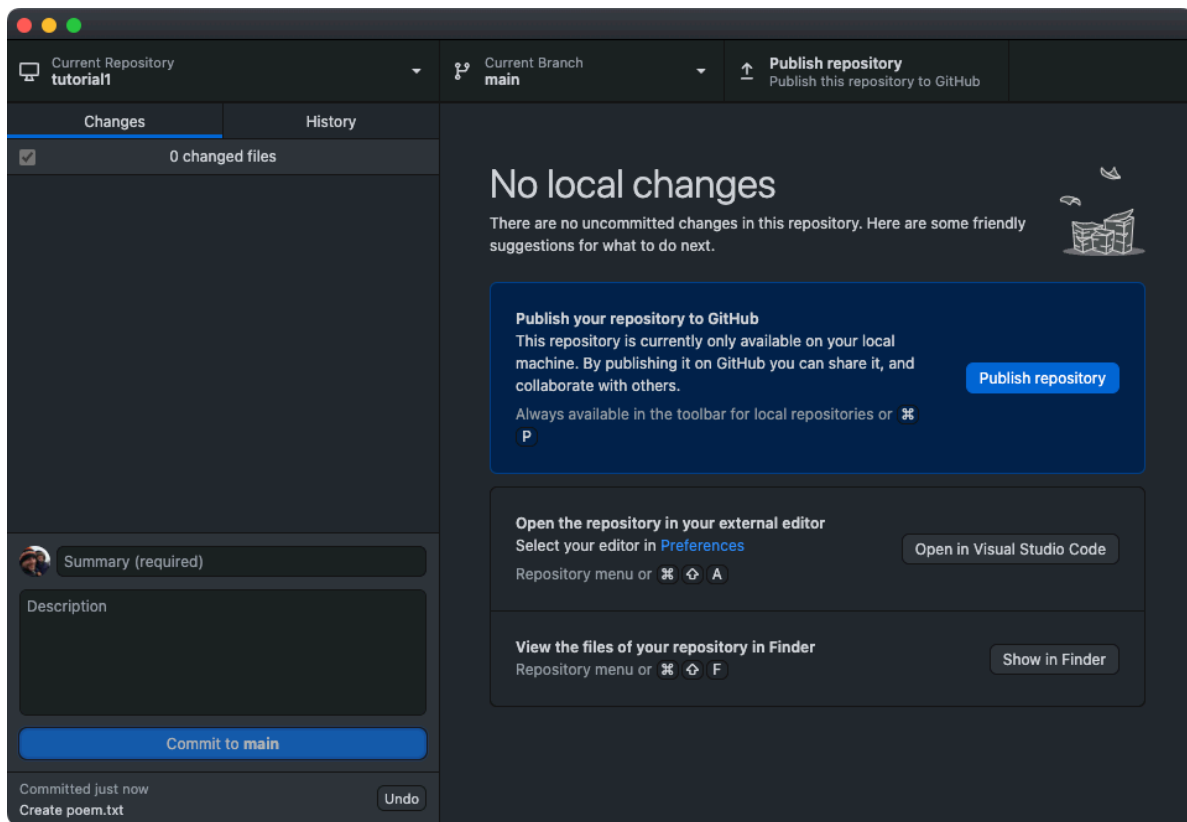 Current Repository
tutorial1
Current Branch
main
Publish repository
Publish this repository to GitHub
Changes
History
0 changed files
No local changes
There are no uncommitted changes in this repository. Here are some friendly
suggestions for what to do next.
Publish your repository to GitHub
This repository is currently only available on your local
machine. By publishing it on GitHub you can share it, and
collaborate with others.
Publish repository
Always available in the toolbar for local repositories or ⌘
P
Open the repository in your external editor
Select your editor in Preferences
Repository menu or ⌘ ⇧ A
Open in Visual Studio Code
View the files of your repository in Finder
Repository menu or ⌘ ⇧ F
Show in Finder
Summary (required)
Description
Commit to main
Committed just now
Create poem.txt
Undo